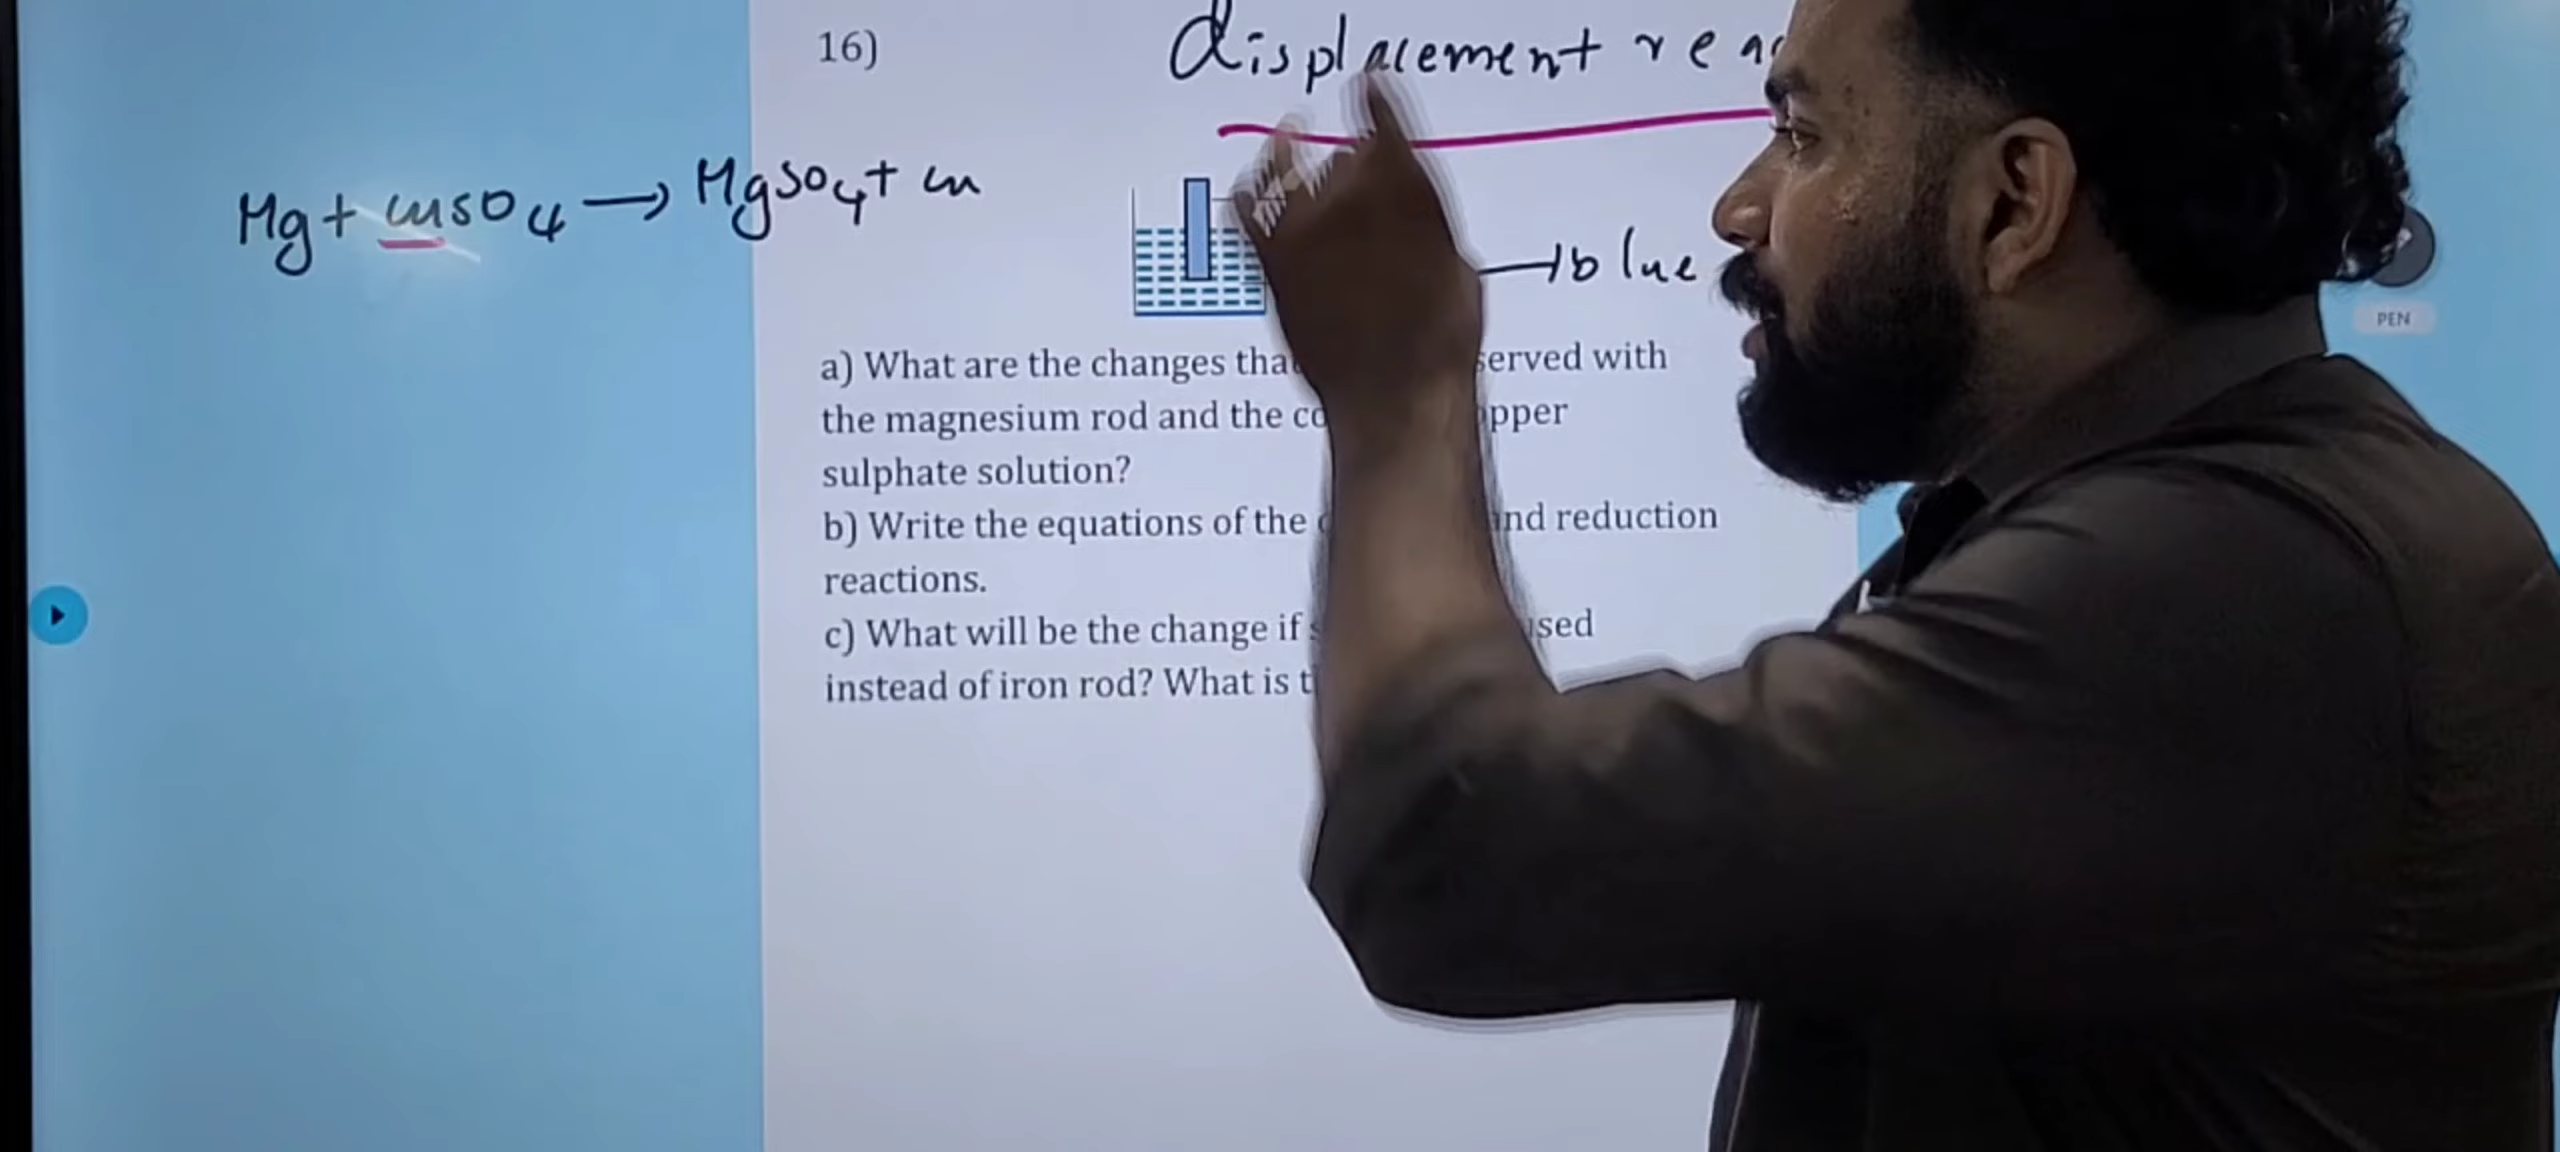 16)
displacement rea
Mg + CuSO4 → MgSO4 + Cu
→ blue
PEN
a) What are the changes that served with
the magnesium rod and the pper
sulphate solution?
b) Write the equations of the nd reduction
reactions.
c) What will be the change if sed
instead of iron rod? What is